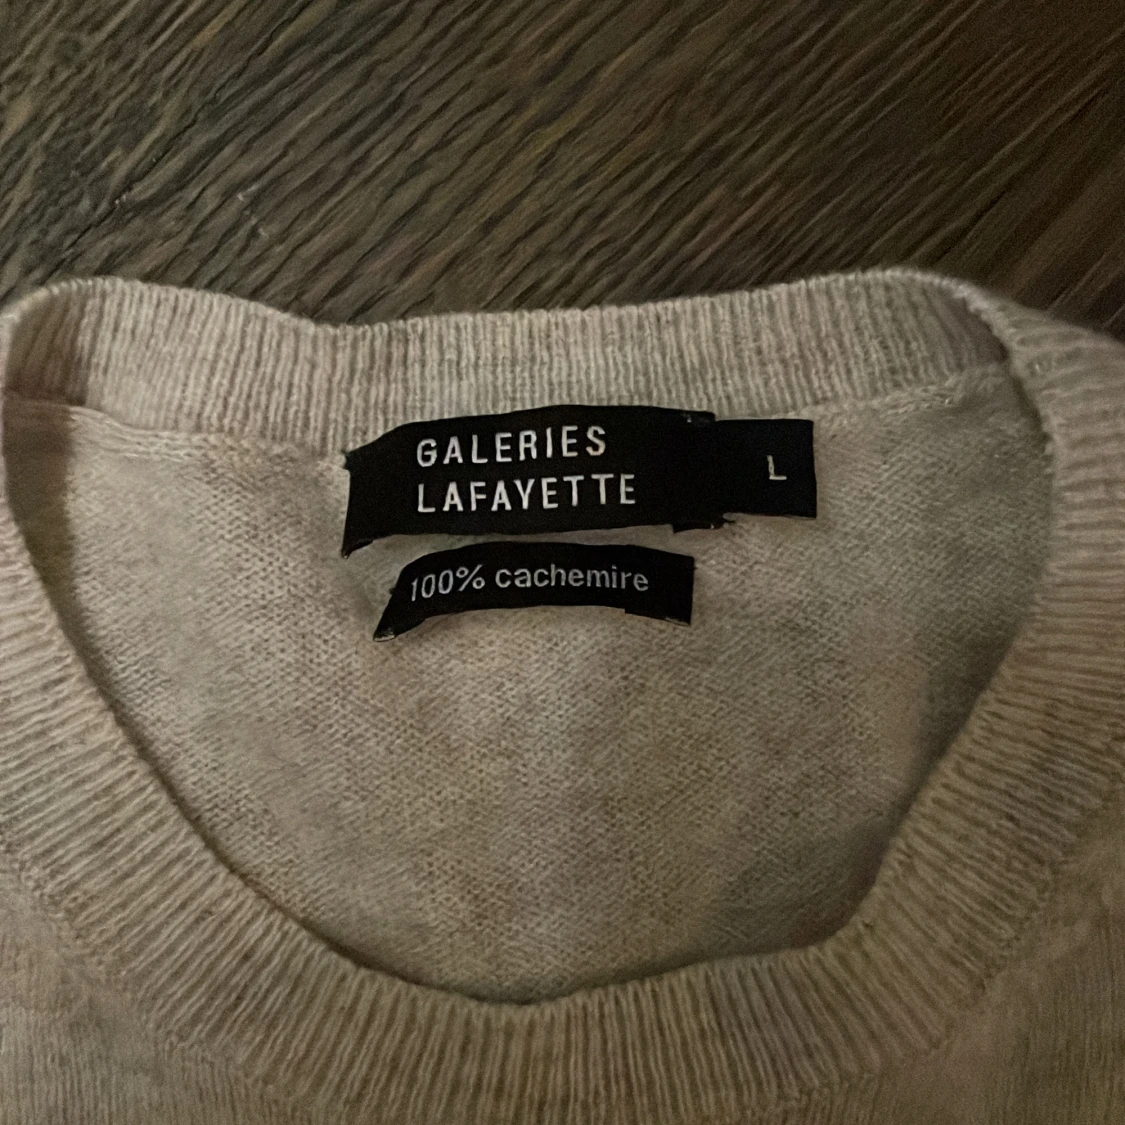 GALERIES
LAFAYETTE
L
100% cachemire